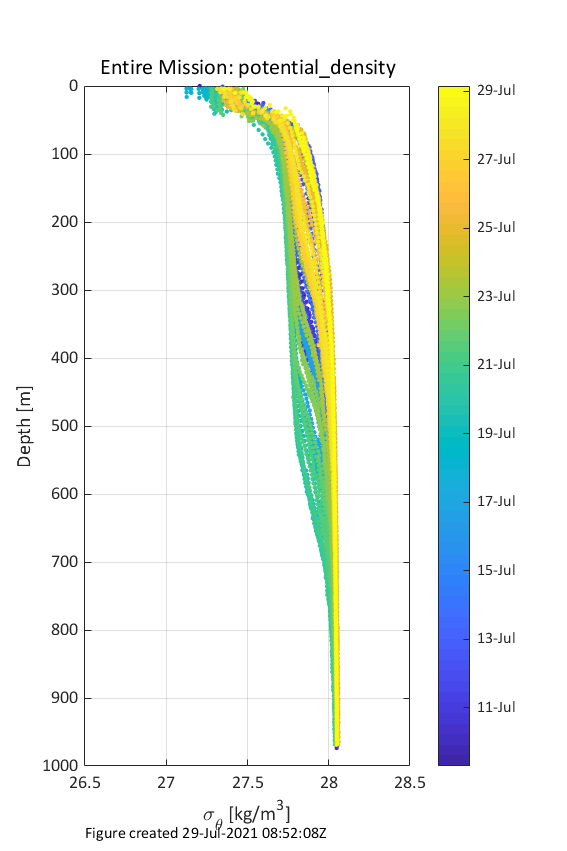 Entire Mission: potential_density
0
100
200
300
400
500
600
700
800
900
1000
Depth [m]
26.5 27 27.5 28 28.5
σθ [kg/m³]
29-Jul
27-Jul
25-Jul
23-Jul
21-Jul
19-Jul
17-Jul
15-Jul
13-Jul
11-Jul
Figure created 29-Jul-2021 08:52:08Z